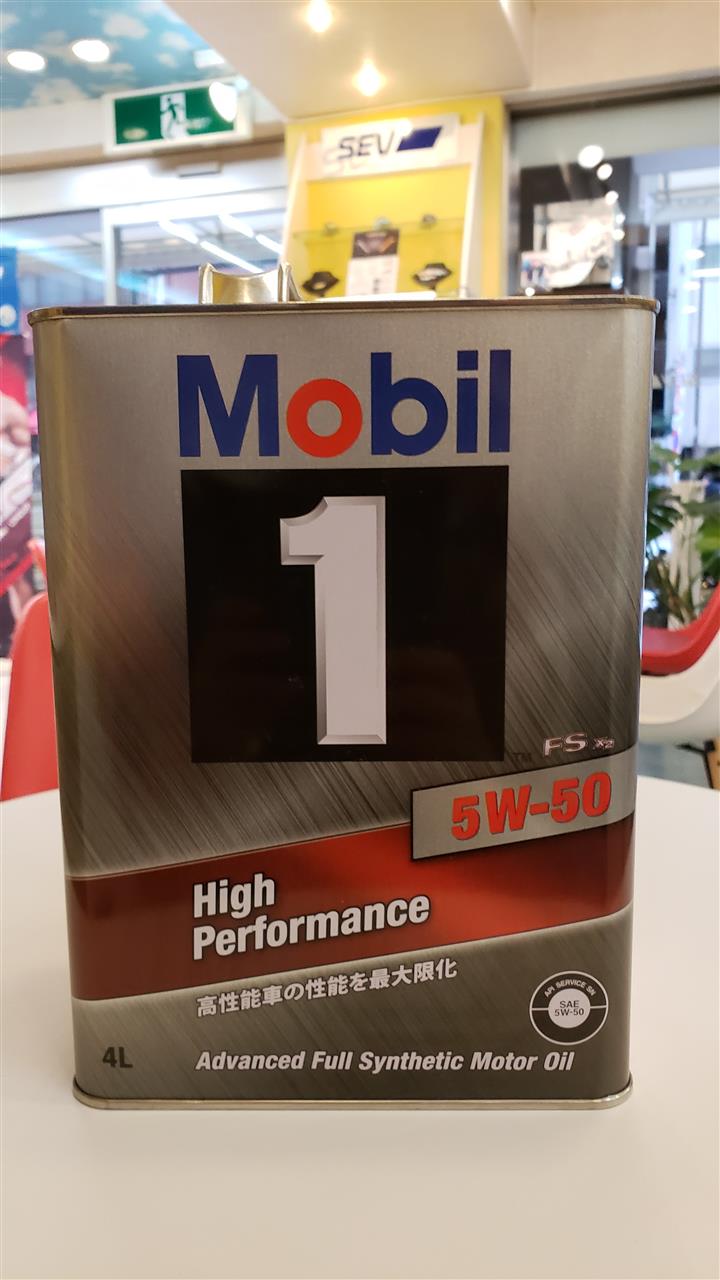 SEV
Mobil
1
™
FS x2
5W-50
High
Performance
高性能車の性能を最大限化
API SERVICE SN
SAE
5W-50
4L
Advanced Full Synthetic Motor Oil